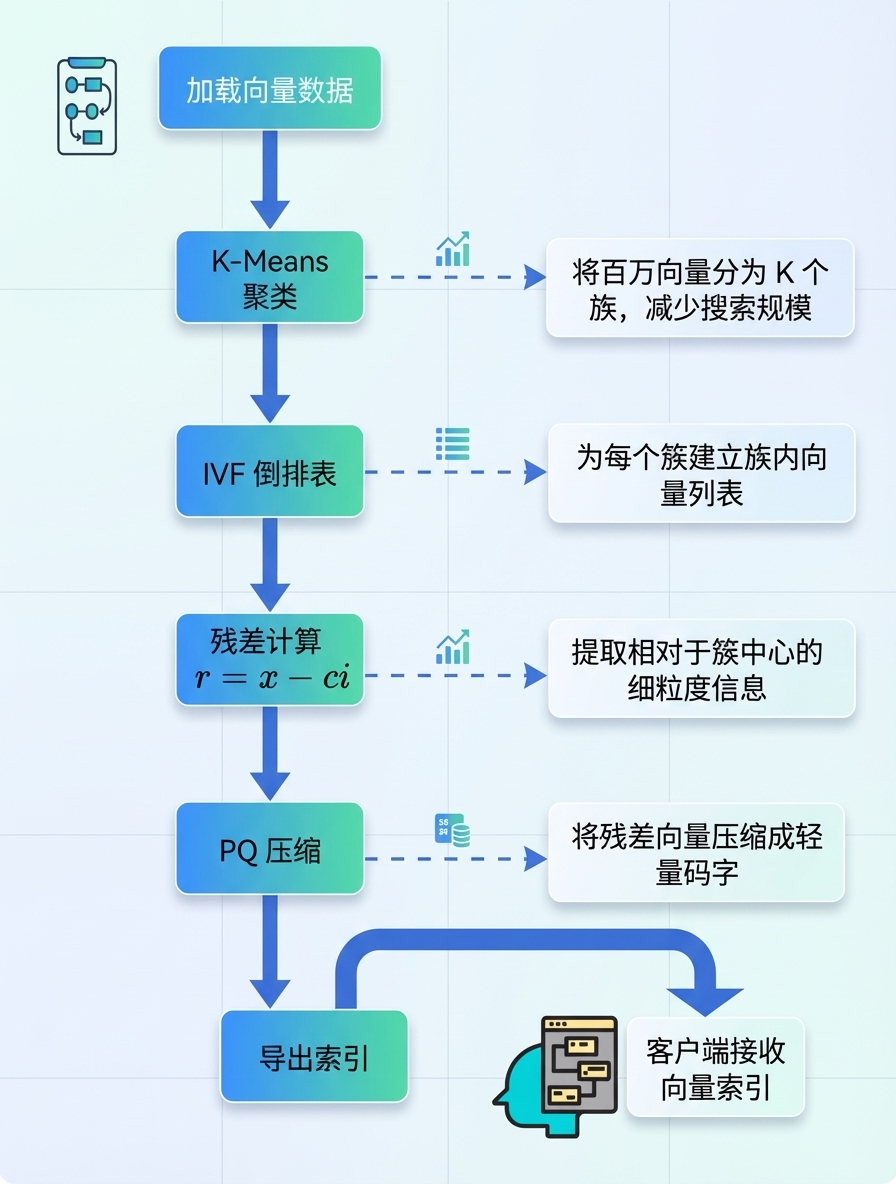 加载向量数据
K-Means
聚类
将百万向量分为 K 个
族，减少搜索规模
IVF 倒排表
为每个簇建立族内向
量列表
残差计算
r = x − ci
提取相对于簇中心的
细粒度信息
PQ 压缩
将残差向量压缩成轻
量码字
导出索引
客户端接收
向量索引